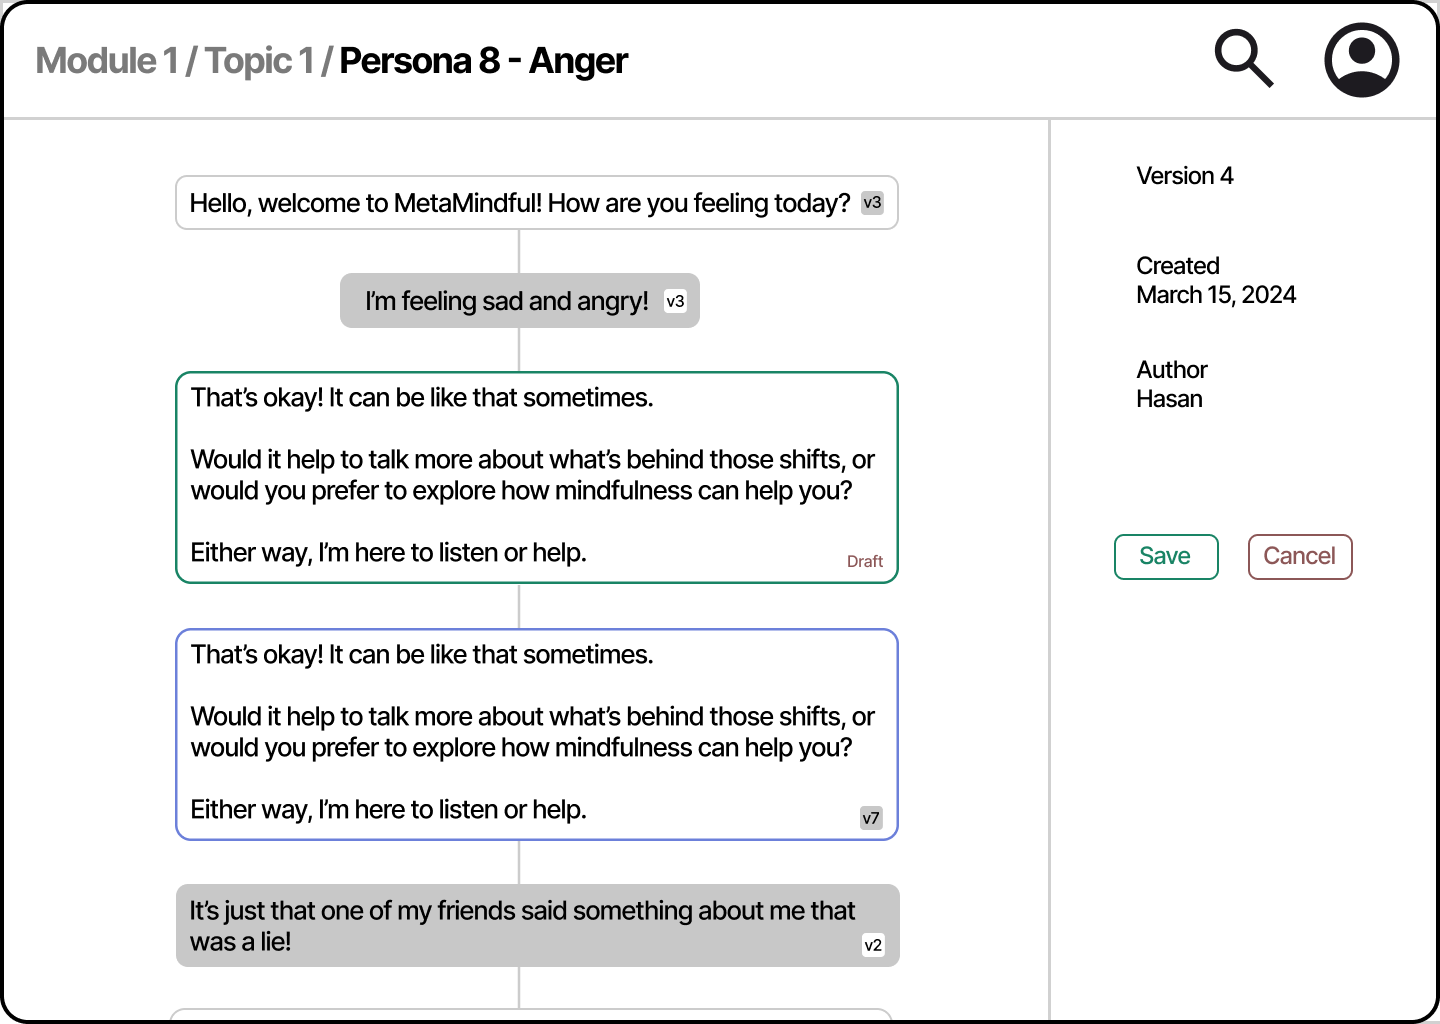 Module 1 / Topic 1 / Persona 8 - Anger
Hello, welcome to MetaMindful! How are you feeling today? v3
I'm feeling sad and angry! v3
That's okay! It can be like that sometimes.
Would it help to talk more about what's behind those shifts, or
would you prefer to explore how mindfulness can help you?
Either way, I'm here to listen or help.
Draft
That's okay! It can be like that sometimes.
Would it help to talk more about what's behind those shifts, or
would you prefer to explore how mindfulness can help you?
Either way, I'm here to listen or help.
v7
It's just that one of my friends said something about me that
was a lie!
v2
Version 4
Created
March 15, 2024
Author
Hasan
Save
Cancel